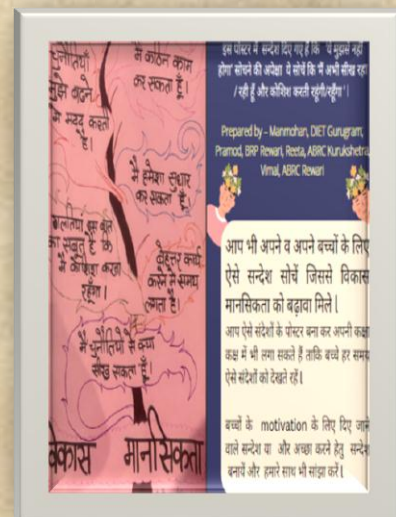 चुनौतियाँ
मुझे बढ़ने
में मदद करती
है।
मैं कठिन काम
कर सकता हूँ।
मैं हमेशा सुधार
कर सकता हूँ।
गलतियां इस बात
का सबूत है कि
मैं कोशिश करता
रहूँगा।
बेहतर कार्य
करने में समय
लगता है।
मैं चुनौतियों से
सीख सकता हूँ।
विकास मानसिकता
इस पोस्टर में सन्देश दिए गए है कि 'ये मुझसे नहीं
होगा' सोचने की अपेक्षा ये सोचें कि 'मैं अभी सीख रहा
/ रही हूँ और कोशिश करती रहूंगी/रहूँगा'।
Prepared by – Manmohan, DIET Gurugram,
Pramod, BRP Rewari, Reeta, ABRC Kurukshetra
Vimal, ABRC Rewari
आप भी अपने व अपने बच्चों के लिए
ऐसे सन्देश सोचें जिससे विकास
मानसिकता को बढ़ावा मिले।
आप ऐसे संदेशों के पोस्टर बना कर अपनी कक्षा
कक्ष में भी लगा सकते हैं ताकि बच्चे हर समय
ऐसे संदेशों को देखते रहें।
बच्चों के motivation के लिए दिए जाने
वाले सन्देश या और अच्छा करने हेतु सन्देश
बनायें और हमारे साथ भी सांझा करें।